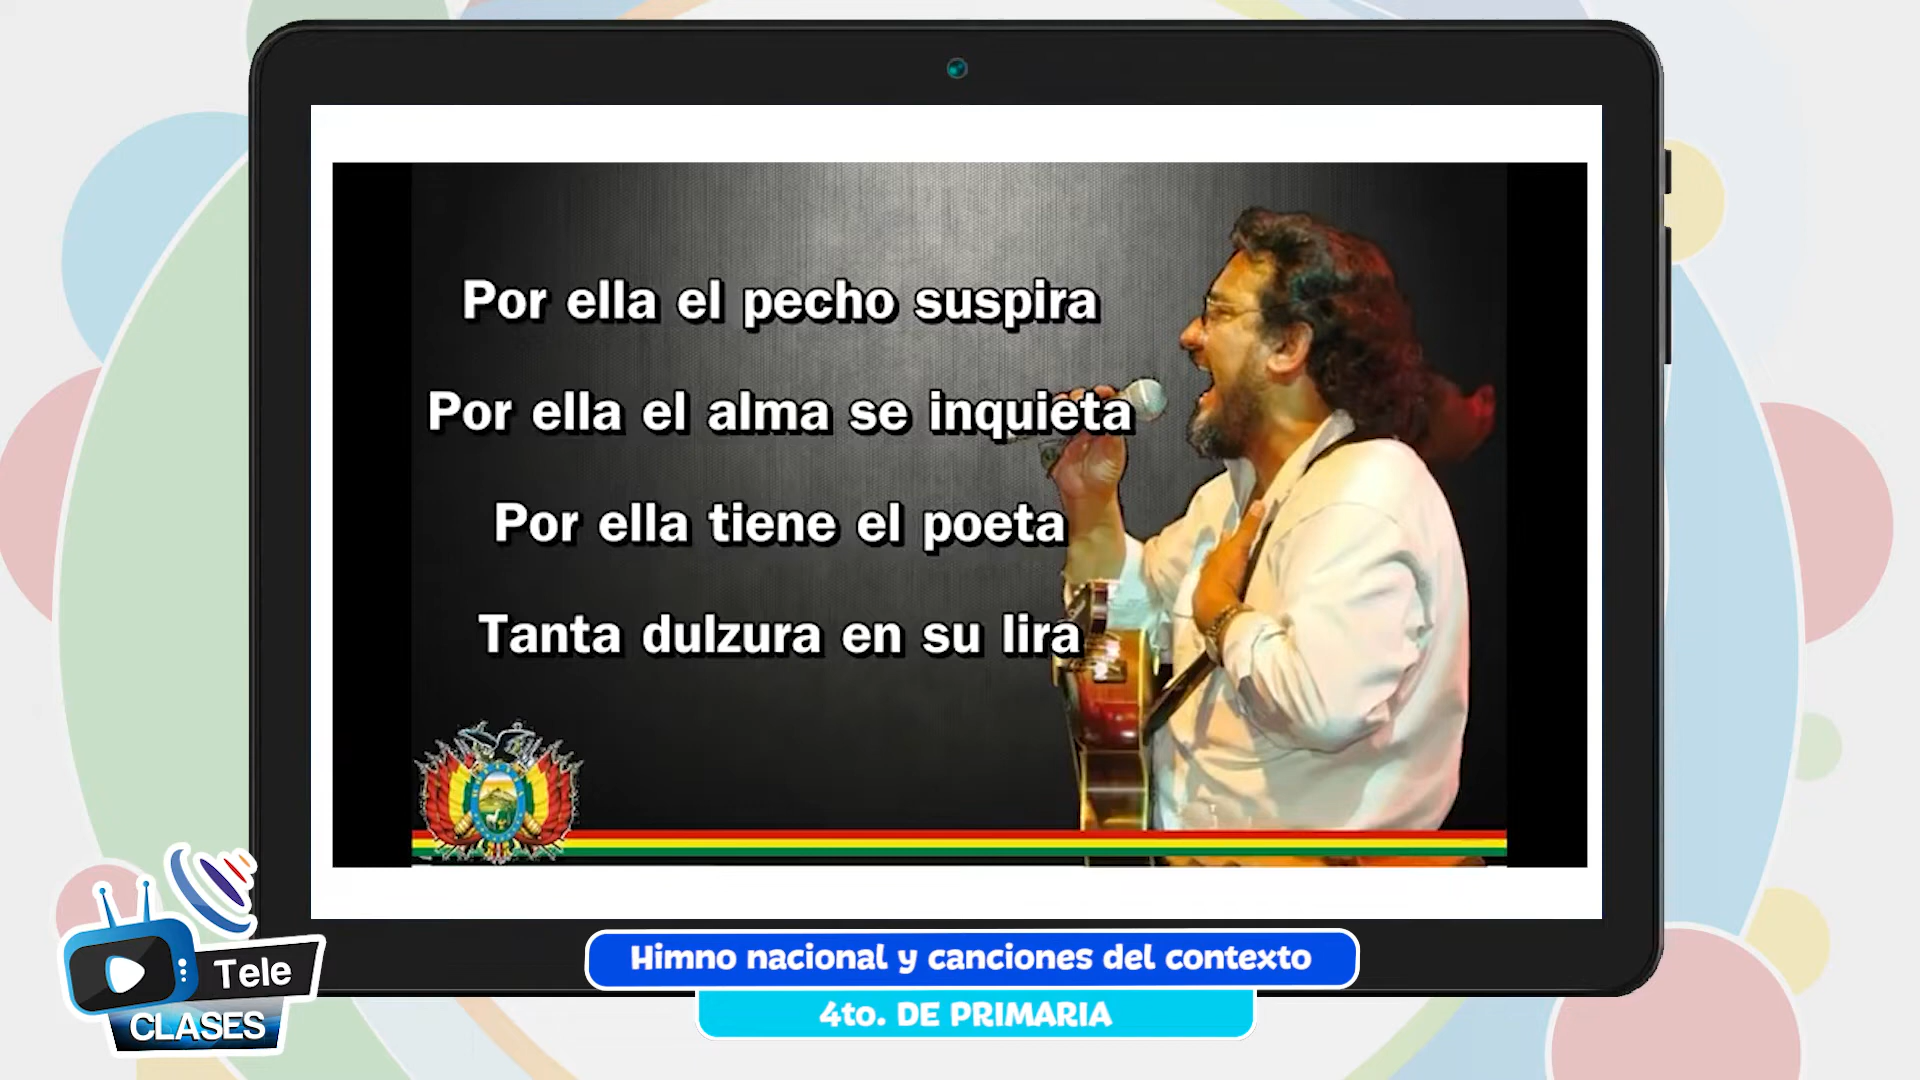 Por ella el pecho suspira
Por ella el alma se inquieta
Por ella tiene el poeta
Tanta dulzura en su lira
Tele
CLASES
Himno nacional y canciones del contexto
4to. DE PRIMARIA